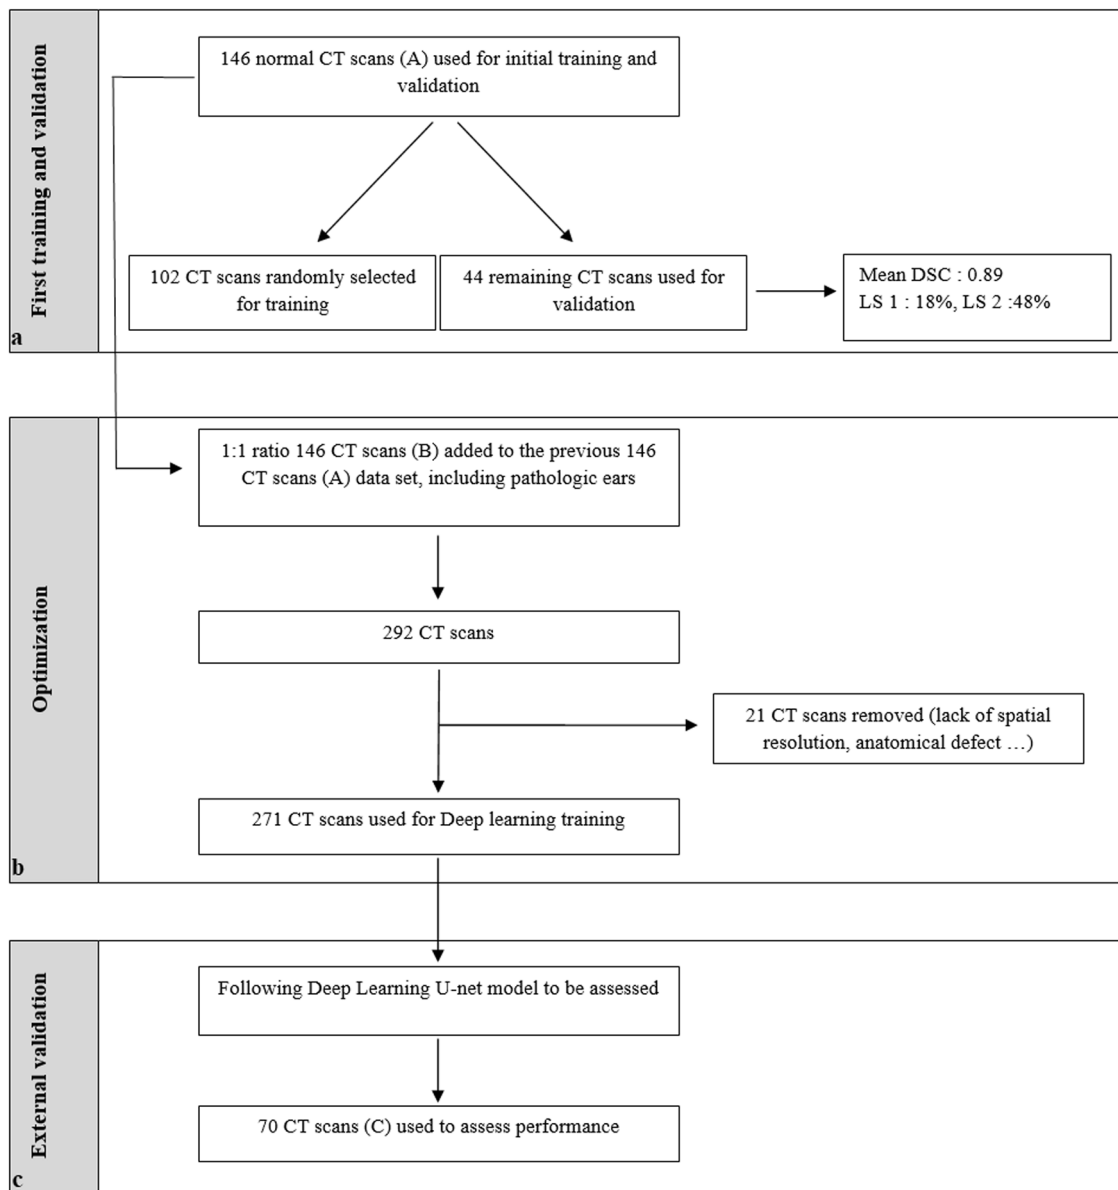 First training and validation
a
146 normal CT scans (A) used for initial training and
validation
102 CT scans randomly selected
for training
44 remaining CT scans used for
validation
Mean DSC : 0.89
LS 1 : 18%, LS 2 :48%
Optimization
b
1:1 ratio 146 CT scans (B) added to the previous 146
CT scans (A) data set, including pathologic ears
292 CT scans
21 CT scans removed (lack of spatial
resolution, anatomical defect …)
271 CT scans used for Deep learning training
External validation
c
Following Deep Learning U-net model to be assessed
70 CT scans (C) used to assess performance